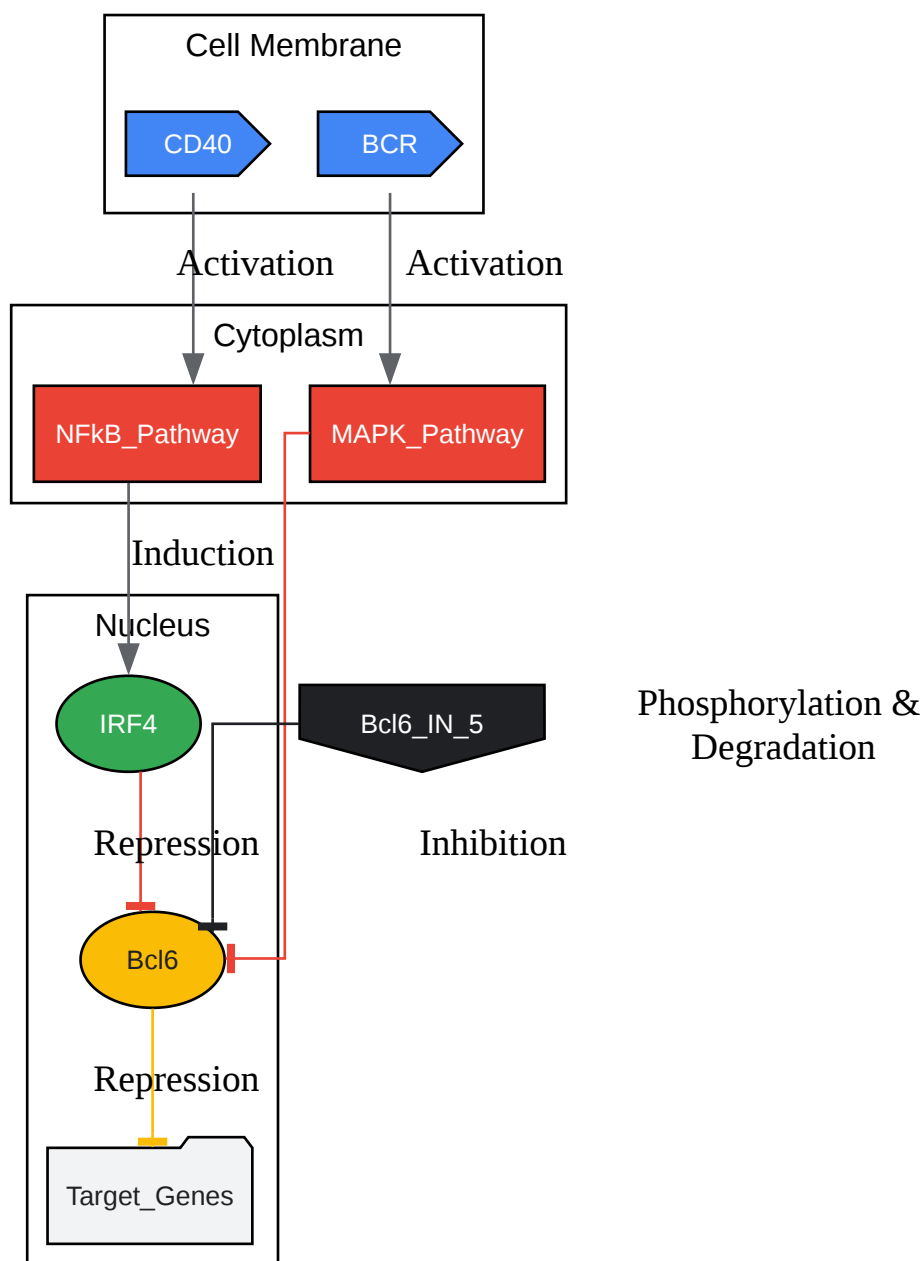 Cell Membrane
CD40
BCR
Activation
Activation
Cytoplasm
NFkB_Pathway
MAPK_Pathway
Induction
Nucleus
IRF4
Bcl6_IN_5
Phosphorylation &
Degradation
Repression
Inhibition
Bcl6
Repression
Target_Genes